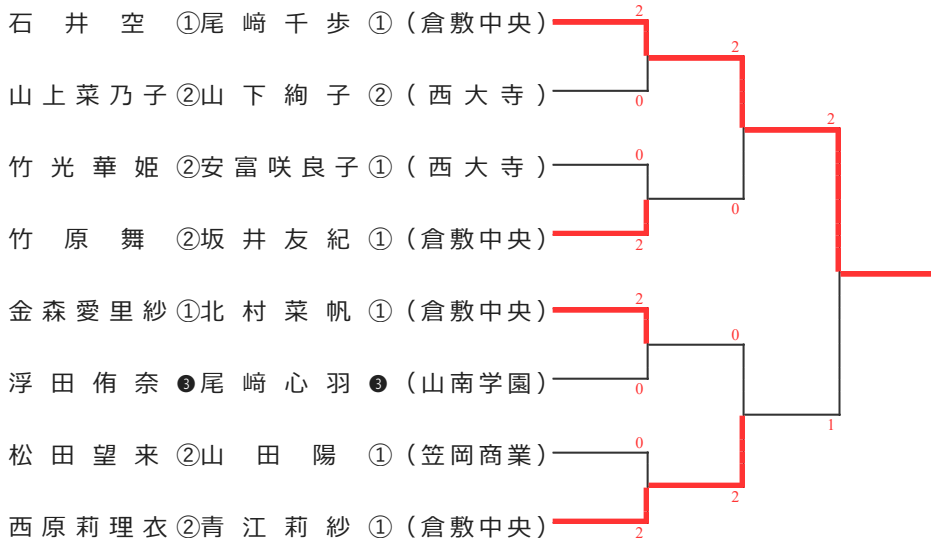 石井空 ①尾﨑千歩 ① (倉敷中央)
2
2
山上菜乃子 ②山下絢子 ② (西大寺)
0
2
竹光華姫 ②安富咲良子 ① (西大寺)
0
0
竹原舞 ②坂井友紀 ① (倉敷中央)
2
金森愛里紗 ①北村菜帆 ① (倉敷中央)
2
0
浮田侑奈 ❸尾﨑心羽 ❸ (山南学園)
0
1
松田望来 ②山田陽 ① (笠岡商業)
0
2
西原莉理衣 ②青江莉紗 ① (倉敷中央)
2